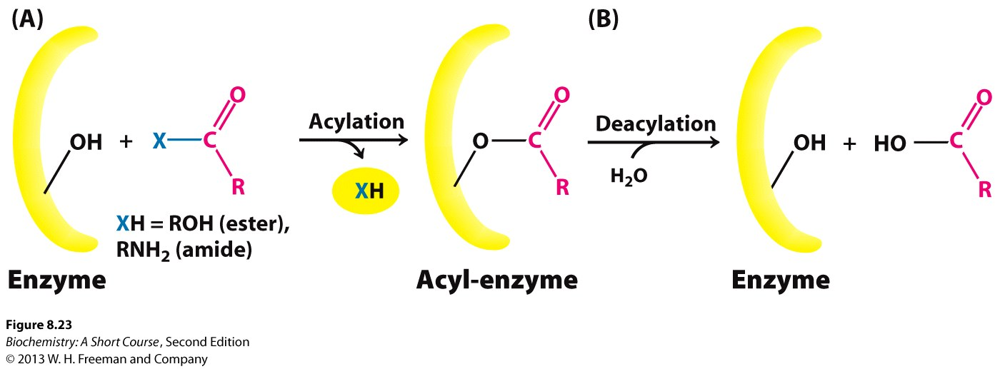 (A)
(B)
OH + X C O R
Acylation
XH
O C O R
Deacylation
H₂O
OH + HO C O R
XH = ROH (ester),
RNH₂ (amide)
Enzyme
Acyl-enzyme
Enzyme
Figure 8.23
Biochemistry: A Short Course, Second Edition
© 2013 W. H. Freeman and Company